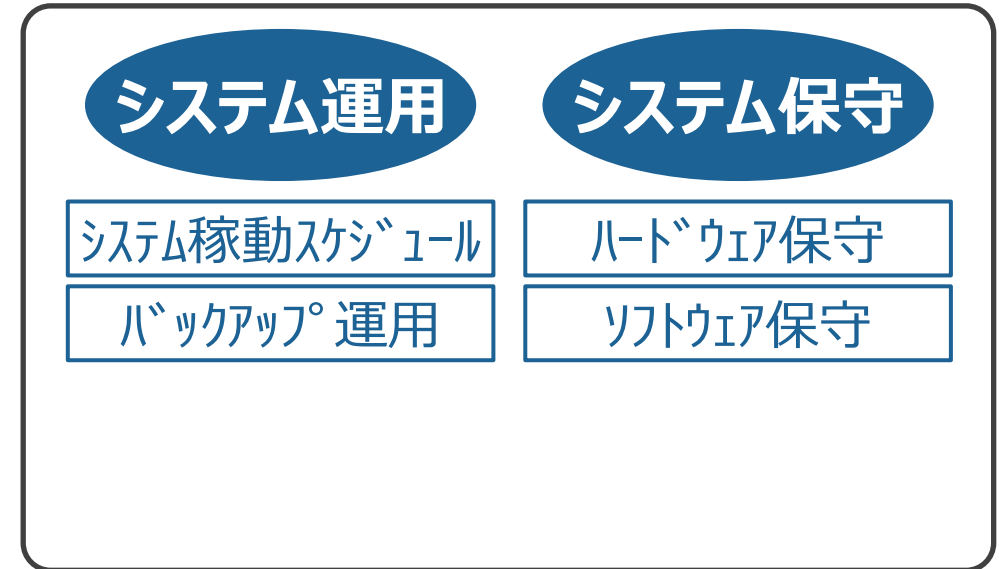 システム運用
システム保守
ｼｽﾃﾑ稼動ｽｹｼﾞｭｰﾙ
ﾊｰﾄﾞｳｪｱ保守
ﾊﾞｯｸｱｯﾌﾟ運用
ｿﾌﾄｳｪｱ保守